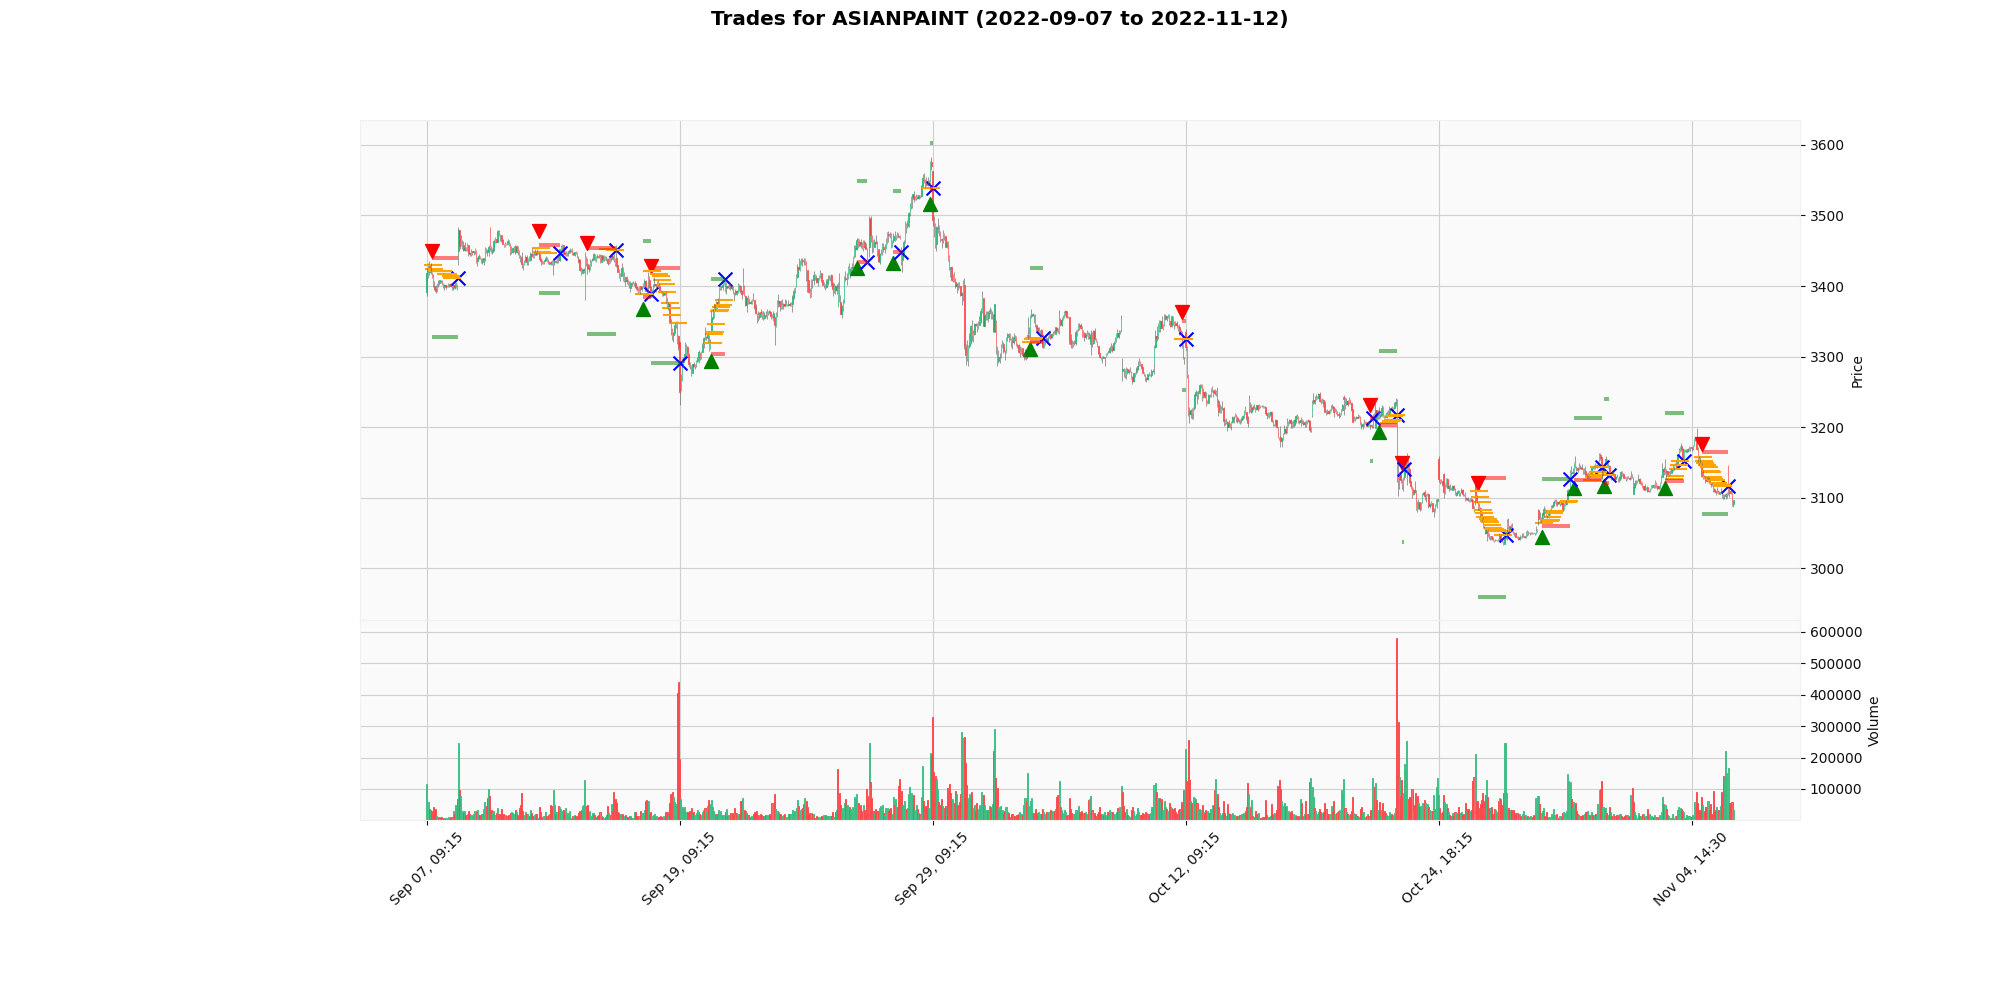 Trades for ASIANPAINT (2022-09-07 to 2022-11-12)
3600
3500
3400
3300
3200
3100
3000
Price
600000
500000
400000
300000
200000
100000
Volume
Sep 07, 09:15
Sep 19, 09:15
Sep 29, 09:15
Oct 12, 09:15
Oct 24, 18:15
Nov 04, 14:30